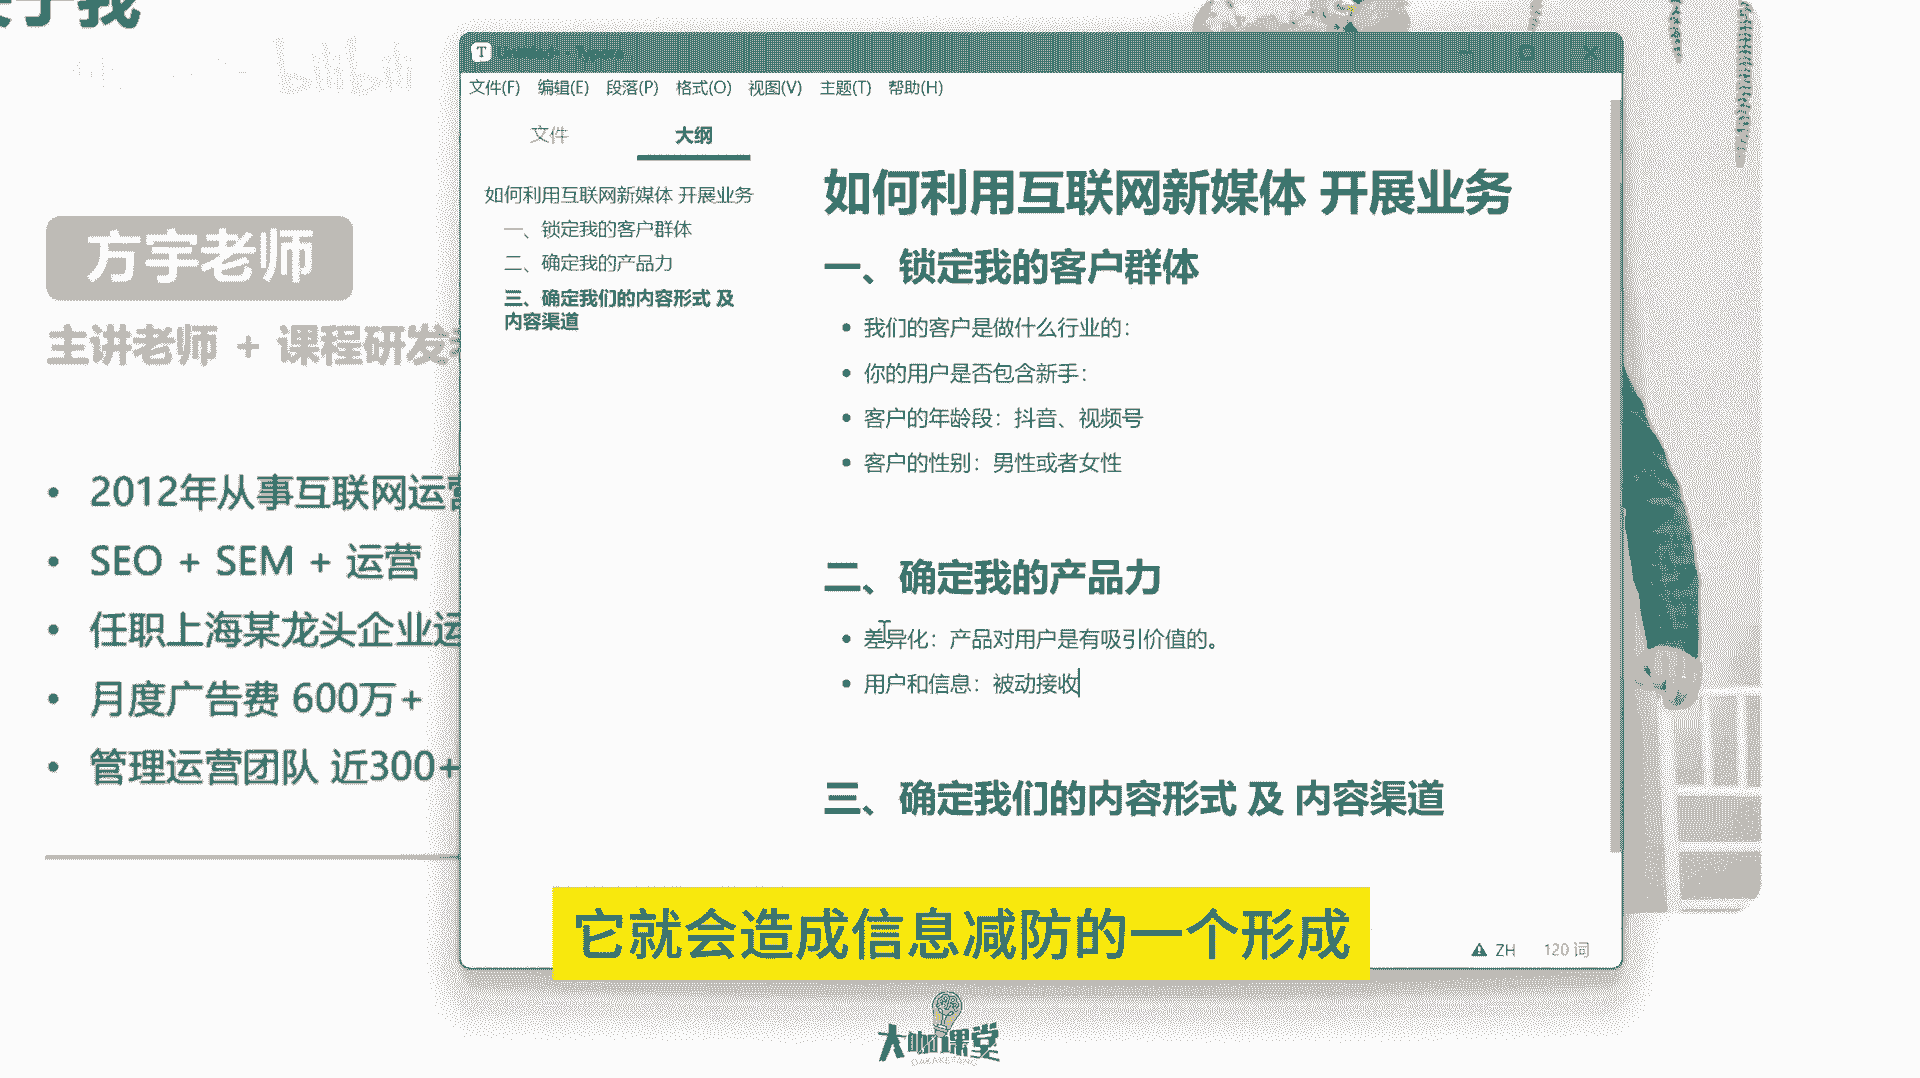 关于我
bilibili
方宇老师
主讲老师 + 课程研发
2012年从事互联网运营
SEO + SEM + 运营
任职上海某龙头企业运
月度广告费 600万+
管理运营团队 近300+
文件(F) 编辑(E) 段落(P) 格式(O) 视图(V) 主题(T) 帮助(H)
文件 大纲
如何利用互联网新媒体 开展业务
一、锁定我的客户群体
二、确定我的产品力
三、确定我们的内容形式 及
内容渠道
如何利用互联网新媒体 开展业务
一、锁定我的客户群体
我们的客户是做什么行业的：
你的用户是否包含新手：
客户的年龄段：抖音、视频号
客户的性别：男性或者女性
二、确定我的产品力
差异化：产品对用户是有吸引价值的。
用户和信息：被动接收
三、确定我们的内容形式 及 内容渠道
ZH 120 词
它就会造成信息减防的一个形成
大咖课堂
DAKAKETANG